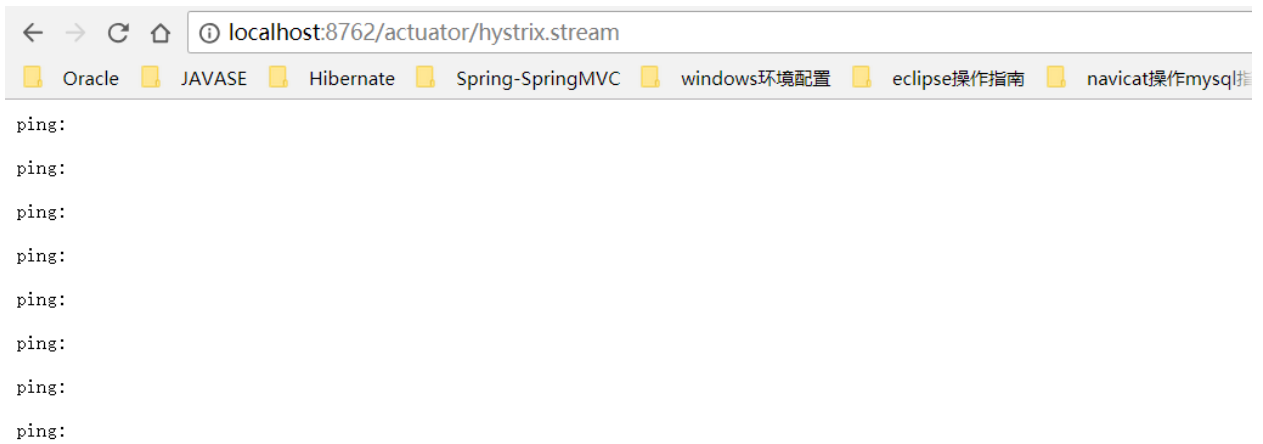 localhost:8762/actuator/hystrix.stream
Oracle JAVASE Hibernate Spring-SpringMVC windows环境配置 eclipse操作指南 navicat操作mysql指
ping:
ping:
ping:
ping:
ping:
ping:
ping:
ping: